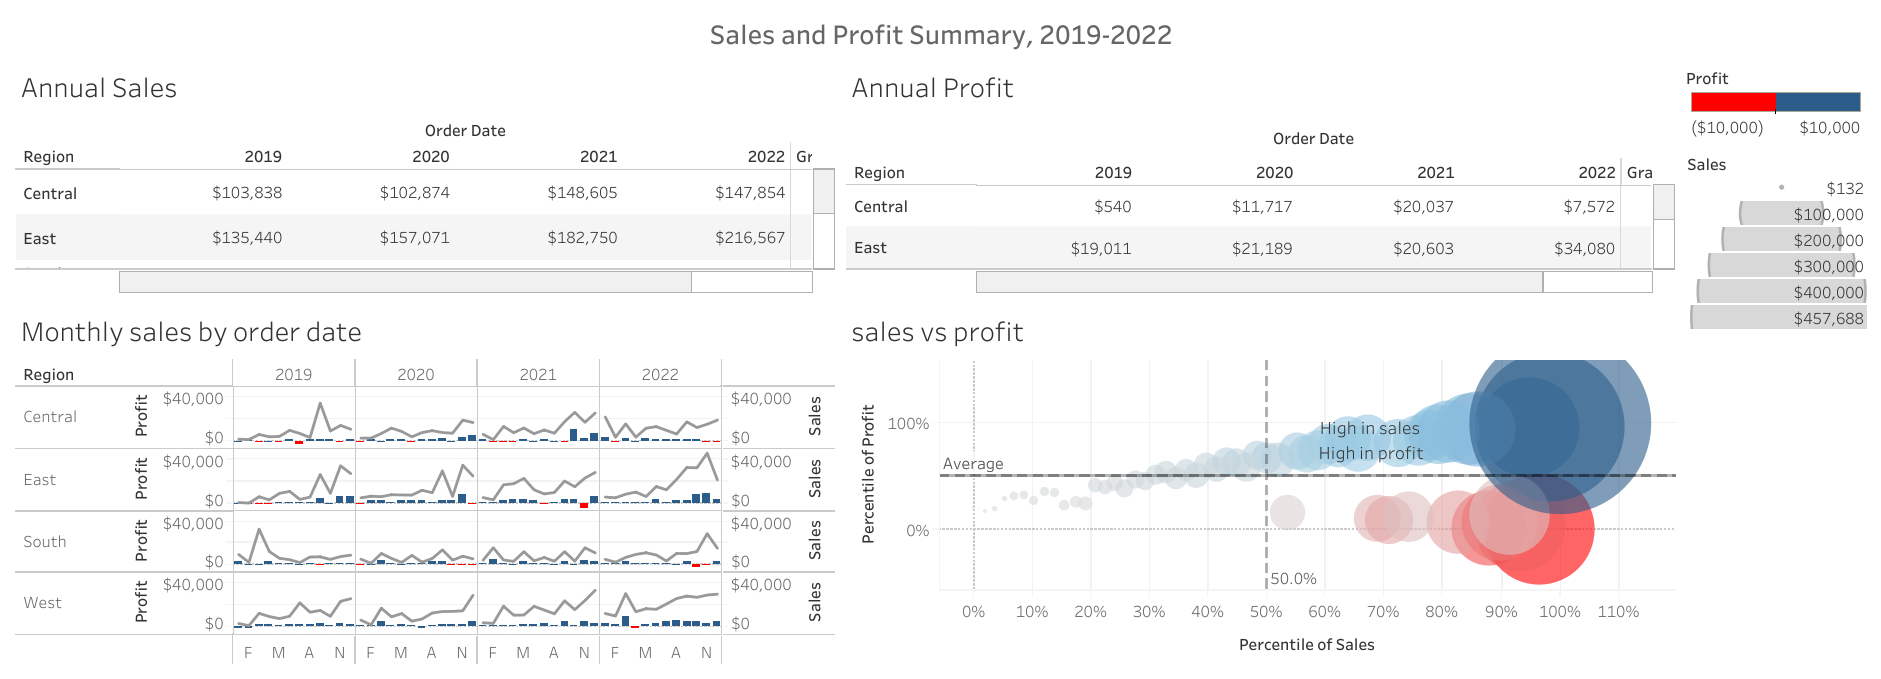 Sales and Profit Summary, 2019-2022
Annual Sales
Order Date
Region 2019 2020 2021 2022 Gr
Central $103,838 $102,874 $148,605 $147,854
East $135,440 $157,071 $182,750 $216,567
Annual Profit
Order Date
Region 2019 2020 2021 2022 Gra
Central $540 $11,717 $20,037 $7,572
East $19,011 $21,189 $20,603 $34,080
Profit
($10,000) $10,000
Sales
$132
$100,000
$200,000
$300,000
$400,000
$457,688
Monthly sales by order date
Region 2019 2020 2021 2022
Central Profit $40,000 $0 $40,000 $0 Sales
East Profit $40,000 $0 $40,000 $0 Sales
South Profit $40,000 $0 $40,000 $0 Sales
West Profit $40,000 $0 $40,000 $0 Sales
F M A N F M A N F M A N F M A N
sales vs profit
Percentile of Profit
100%
0%
High in sales
High in profit
Average
50.0%
0% 10% 20% 30% 40% 50% 60% 70% 80% 90% 100% 110%
Percentile of Sales